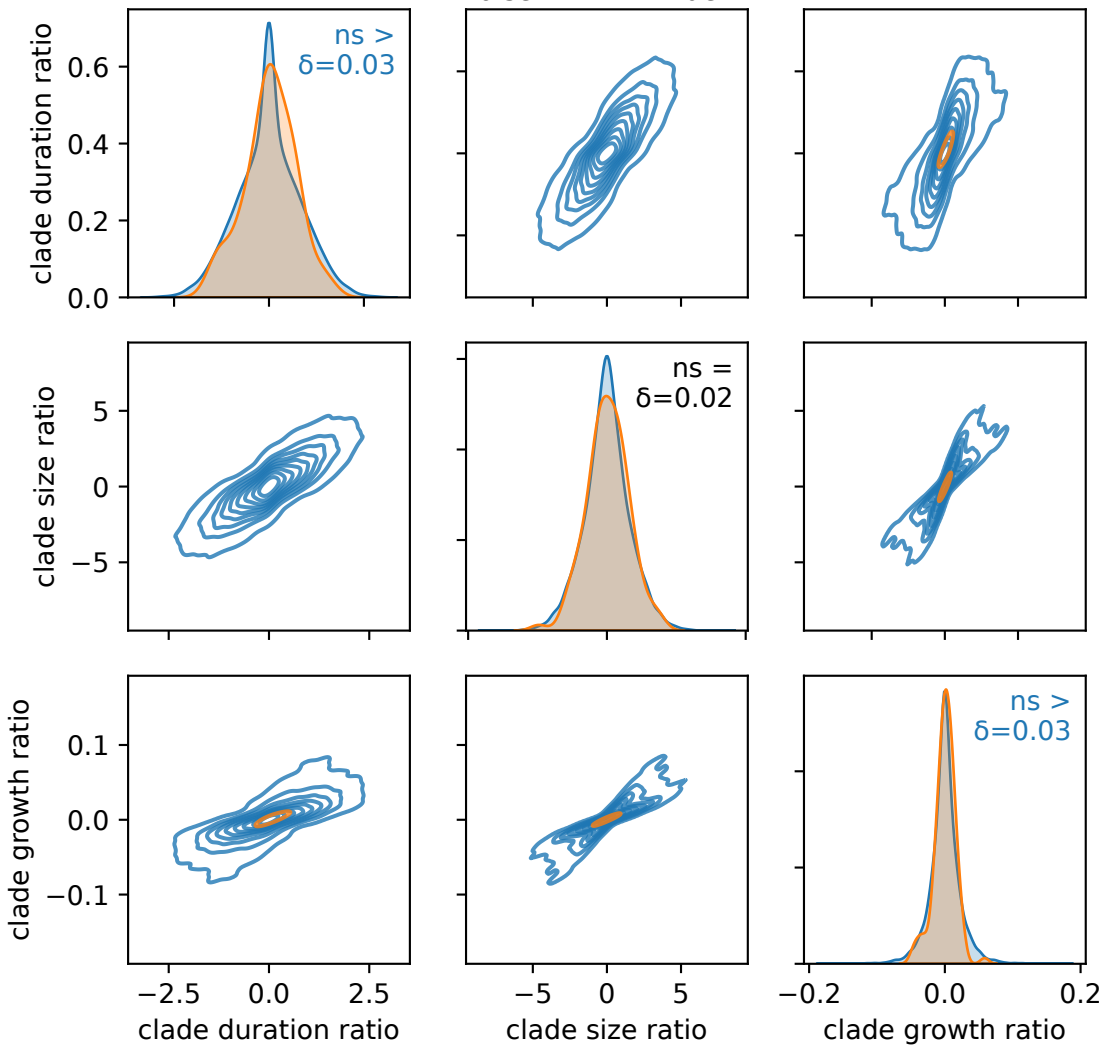 clade duration ratio
0.6
0.4
0.2
0.0
ns >
δ=0.03
clade size ratio
5
0
−5
ns =
δ=0.02
clade growth ratio
0.1
0.0
−0.1
ns >
δ=0.03
−2.5
0.0
2.5
−5
0
5
−0.2
0.0
0.2
clade duration ratio
clade size ratio
clade growth ratio